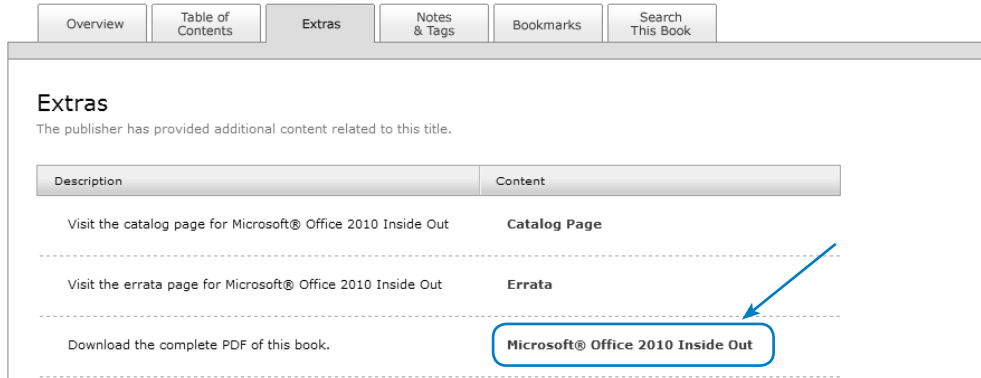 Overview
Table of
Contents
Extras
Notes
& Tags
Bookmarks
Search
This Book
Extras
The publisher has provided additional content related to this title.
Description Content
Visit the catalog page for Microsoft® Office 2010 Inside Out Catalog Page
Visit the errata page for Microsoft® Office 2010 Inside Out Errata
Download the complete PDF of this book. Microsoft® Office 2010 Inside Out